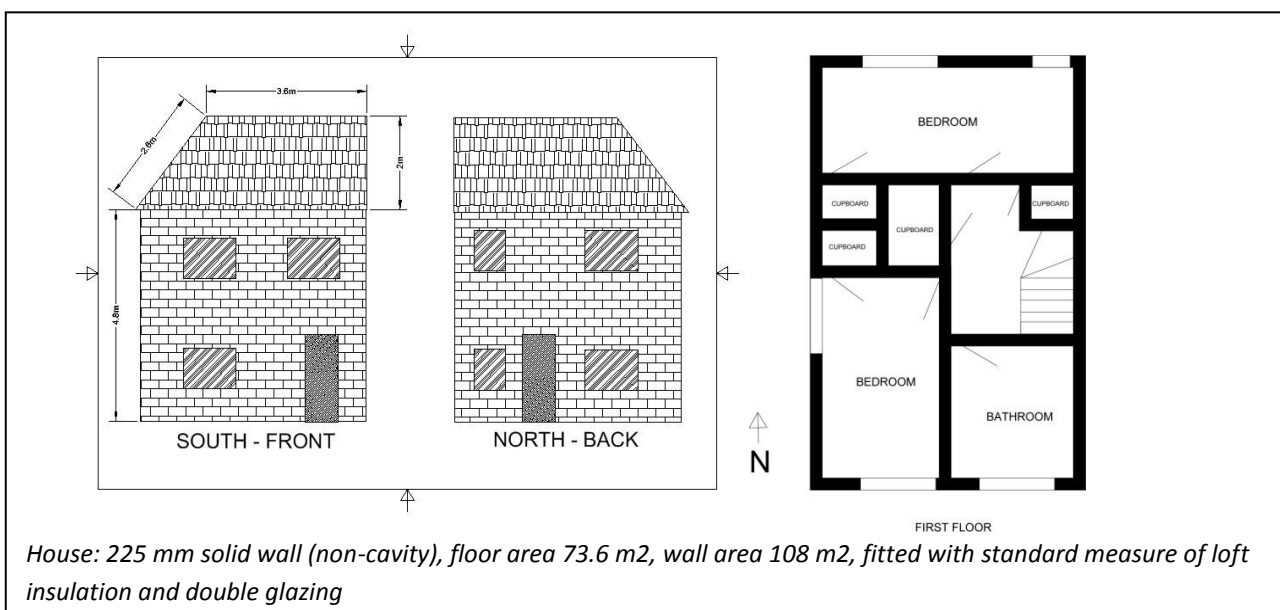 3.6m
2.6m
2m
4.8m
SOUTH - FRONT
NORTH - BACK
BEDROOM
CUPBOARD
CUPBOARD
CUPBOARD
CUPBOARD
BEDROOM
BATHROOM
N
FIRST FLOOR
House: 225 mm solid wall (non-cavity), floor area 73.6 m2, wall area 108 m2, fitted with standard measure of loft
insulation and double glazing